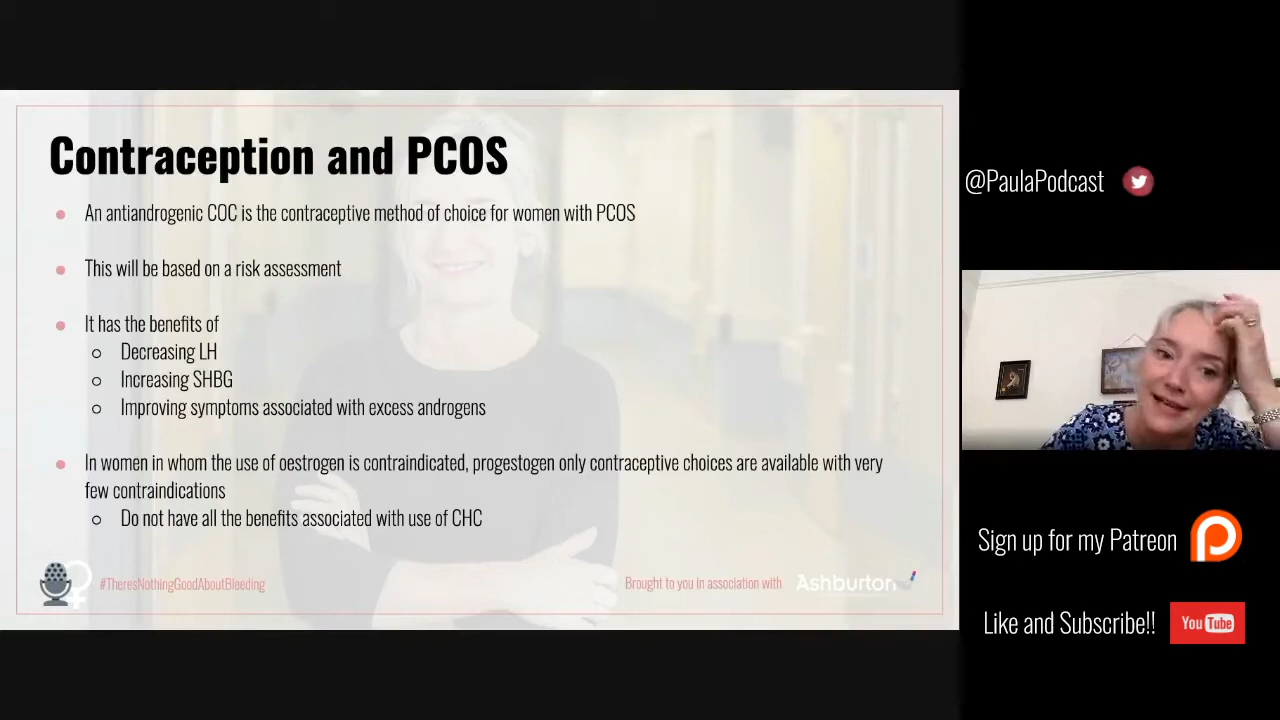 Contraception and PCOS
An antiandrogenic COC is the contraceptive method of choice for women with PCOS
This will be based on a risk assessment
It has the benefits of
Decreasing LH
Increasing SHBG
Improving symptoms associated with excess androgens
In women in whom the use of oestrogen is contraindicated, progestogen only contraceptive choices are available with very
few contraindications
Do not have all the benefits associated with use of CHC
#TheresNothingGoodAboutBleeding
Brought to you in association with Ashburton
@PaulaPodcast
Sign up for my Patreon
Like and Subscribe!!
YouTube